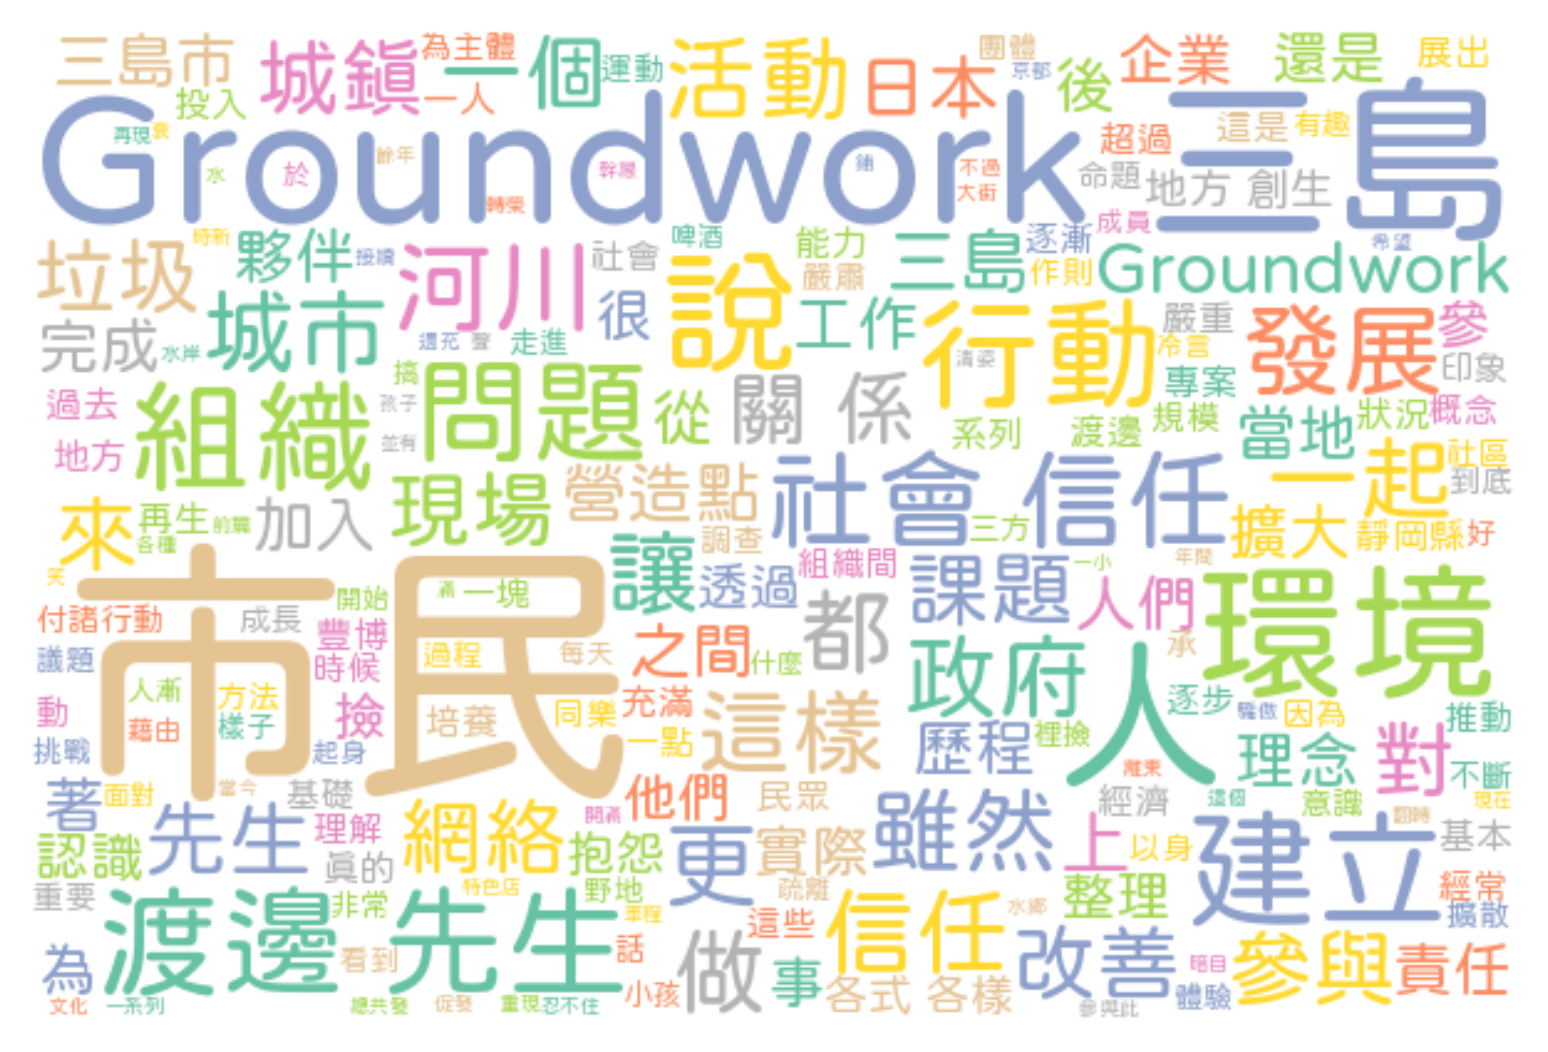 三島市 城鎮 為主體 一個 運動 活動 日本 團體 京都 後 企業 還是 展出
投入 一人
Groundwork 三島
再現 衰 水 於 餘年 不過 大街 超過 這是 有趣
命題 地方 創生 轉榮 成員
垃圾 時新 夥伴 接續 河川 社會 啤酒 能力 嚴肅 三島 逐漸 作則 希望 Groundwork
說 很 工作 行動 嚴重 發展 參
完成 水岸 城市 還充 聲 走進 清姿 冷言 印象
過去 組織 搞 孩子 問題 從 關 係 系列 渡邊 專案 規模 當地 狀況 概念
地方 並有 社區
來 再生 前篇 各種 加入 現場 營造點 社會 信任 三方 一起 到底
調查 擴大 靜岡縣 好
市民 讓 透過 組織間 課題 一小 年間 人們 環境
笑 付諸行動 成長 開始 滿 一塊 都
議題 豐博 時候 過程 每天 之間 什麼 政府 人 承
動 人漸 方法 藉由 樣子 撿 培養 同樂 充滿 一點 這樣 逐步 因為 推動
挑戰 起身 歷程 裡撿 理念 對 不斷
著 面對 當今 基礎 他們 民眾 離東 經濟 這個 意識 現在
認識 先生 理解 網絡 開滿 抱怨 更 實際 雖然 上 以身 建立 翻轉 基本
真的
重要 渡邊 先生 非常 特色店 野地 疏離 整理 經常
車程 信任 水鄉 擴散
為 看到 話 做 這些 改善 參與 責任
文化 一系列 總共發 促發 重現 忍不住 小孩 事 各式 各樣 參與此 體驗